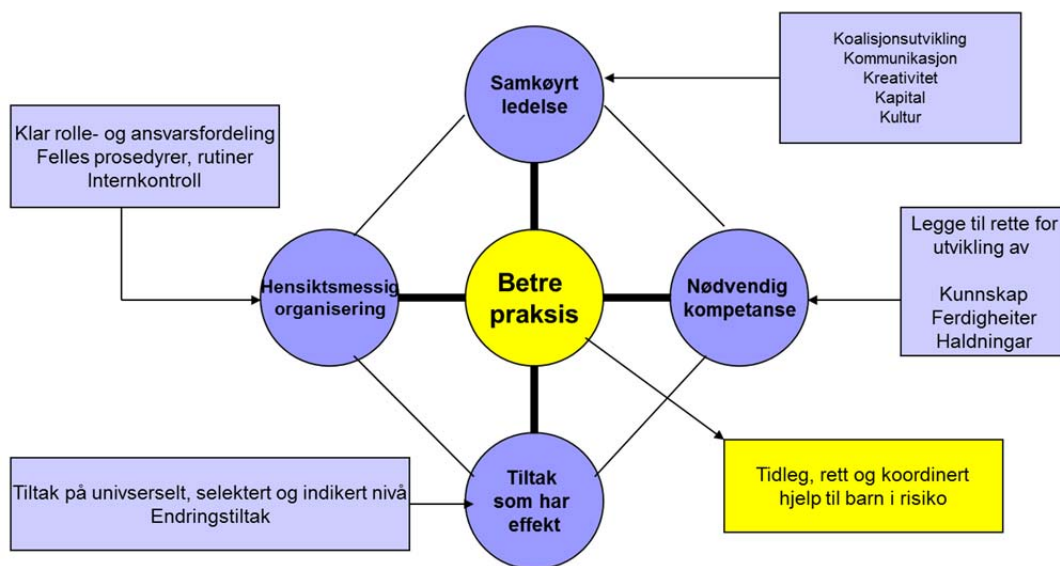 Koalisjonsutvikling
Kommunikasjon
Kreativitet
Kapital
Kultur
Samkøyrt
ledelse
Klar rolle- og ansvarsfordeling
Felles prosedyrer, rutiner
Internkontroll
Legge til rette for
utvikling av
Kunnskap
Ferdigheiter
Haldningar
Hensiktsmessig
organisering
Betre
praksis
Nødvendig
kompetanse
Tiltak på univserselt, selektert og indikert nivå
Endringstiltak
Tiltak
som har
effekt
Tidleg, rett og koordinert
hjelp til barn i risiko